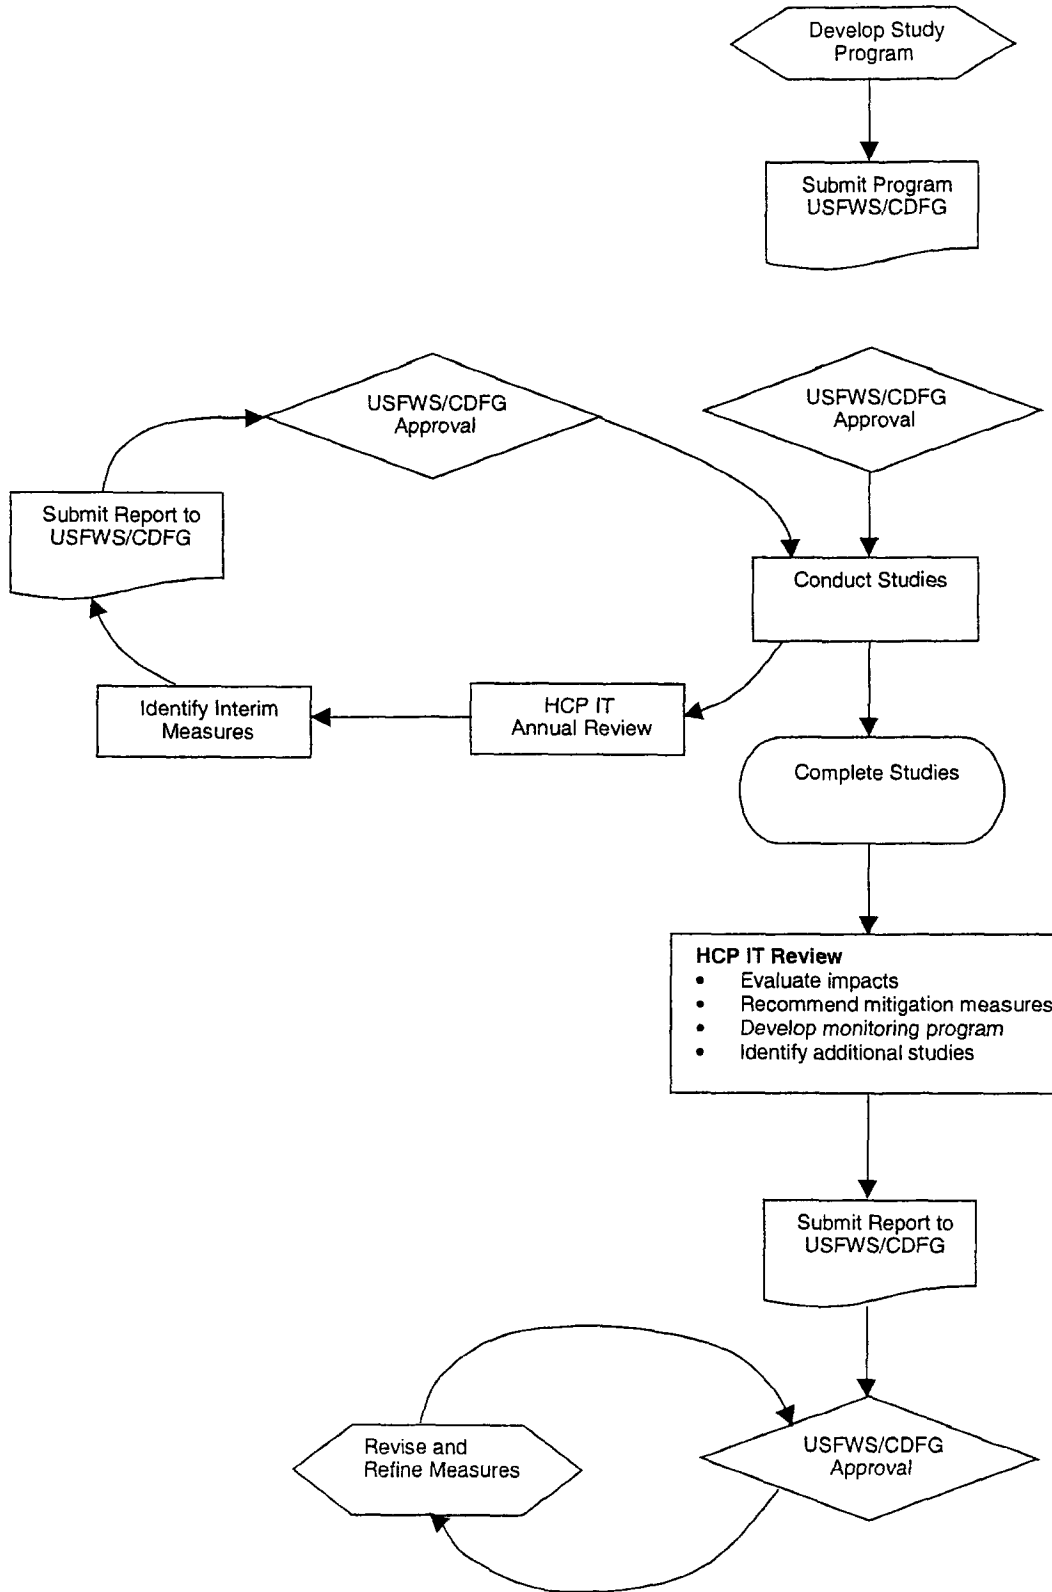 Develop Study
Program
Submit Program
USFWS/CDFG
USFWS/CDFG
Approval
USFWS/CDFG
Approval
Submit Report to
USFWS/CDFG
Conduct Studies
Identify Interim
Measures
HCP IT
Annual Review
Complete Studies
HCP IT Review
• Evaluate impacts
• Recommend mitigation measures
• Develop monitoring program
• Identify additional studies
Submit Report to
USFWS/CDFG
Revise and
Refine Measures
USFWS/CDFG
Approval